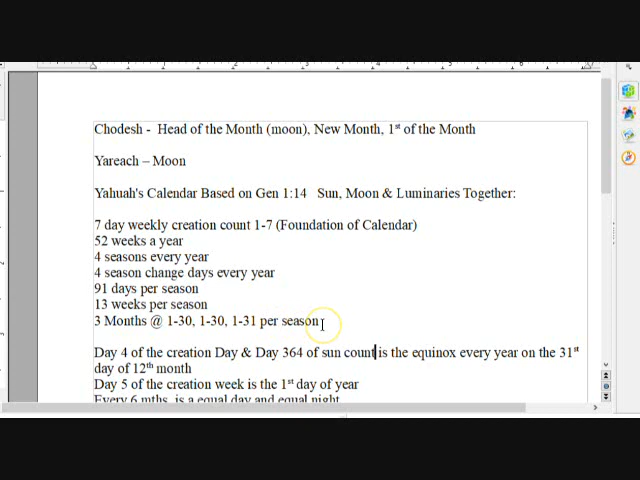 Chodesh - Head of the Month (moon), New Month, 1st of the Month
Yareach – Moon
Yahuah's Calendar Based on Gen 1:14 Sun, Moon & Luminaries Together:
7 day weekly creation count 1-7 (Foundation of Calendar)
52 weeks a year
4 seasons every year
4 season change days every year
91 days per season
13 weeks per season
3 Months @ 1-30, 1-30, 1-31 per season
Day 4 of the creation Day & Day 364 of sun count is the equinox every year on the 31st
day of 12th month
Day 5 of the creation week is the 1st day of year
Every 6 mths, is a equal day and equal night